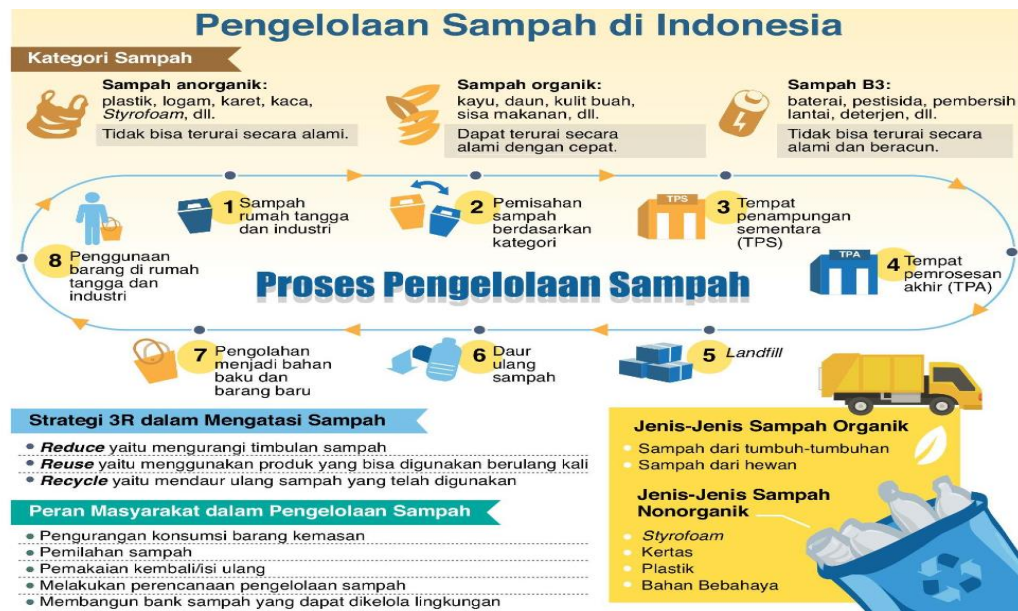 Pengelolaan Sampah di Indonesia
Kategori Sampah
Sampah anorganik:
plastik, logam, karet, kaca,
Styrofoam, dll.
Tidak bisa terurai secara alami.
Sampah organik:
kayu, daun, kulit buah,
sisa makanan, dll.
Dapat terurai secara
alami dengan cepat.
Sampah B3:
baterai, pestisida, pembersih
lantai, deterjen, dll.
Tidak bisa terurai secara
alami dan beracun.
1 Sampah
rumah tangga
dan industri
2 Pemisahan
sampah
berdasarkan
kategori
TPS
3 Tempat
penampungan
sementara
(TPS)
TPA
4 Tempat
pemrosesan
akhir (TPA)
8 Penggunaan
barang di rumah
tangga dan
industri
Proses Pengelolaan Sampah
7 Pengolahan
menjadi bahan
baku dan
barang baru
6 Daur
ulang
sampah
5 Landfill
Strategi 3R dalam Mengatasi Sampah
Reduce yaitu mengurangi timbulan sampah
Reuse yaitu menggunakan produk yang bisa digunakan berulang kali
Recycle yaitu mendaur ulang sampah yang telah digunakan
Peran Masyarakat dalam Pengelolaan Sampah
Pengurangan konsumsi barang kemasan
Pemilahan sampah
Pemakaian kembali/isi ulang
Melakukan perencanaan pengelolaan sampah
Membangun bank sampah yang dapat dikelola lingkungan
Jenis-Jenis Sampah Organik
Sampah dari tumbuh-tumbuhan
Sampah dari hewan
Jenis-Jenis Sampah
Nonorganik
Styrofoam
Kertas
Plastik
Bahan Bebahaya